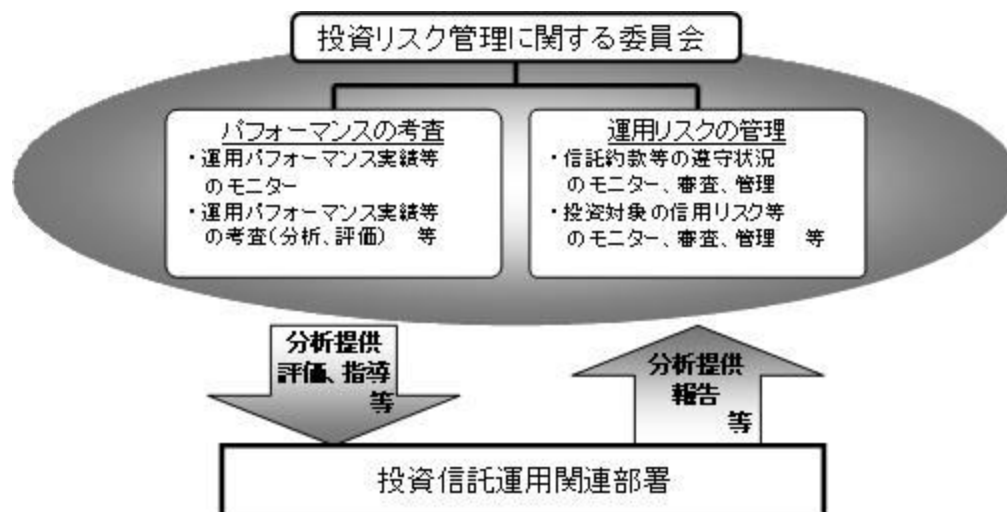 投資リスク管理に関する委員会
パフォーマンスの考査
・運用パフォーマンス実績等
のモニター
・運用パフォーマンス実績等
の考査(分析、評価) 等
運用リスクの管理
・信託約款等の遵守状況
のモニター、審査、管理
・投資対象の信用リスク等
のモニター、審査、管理 等
分析提供
評価、指導
等
分析提供
報告
等
投資信託運用関連部署